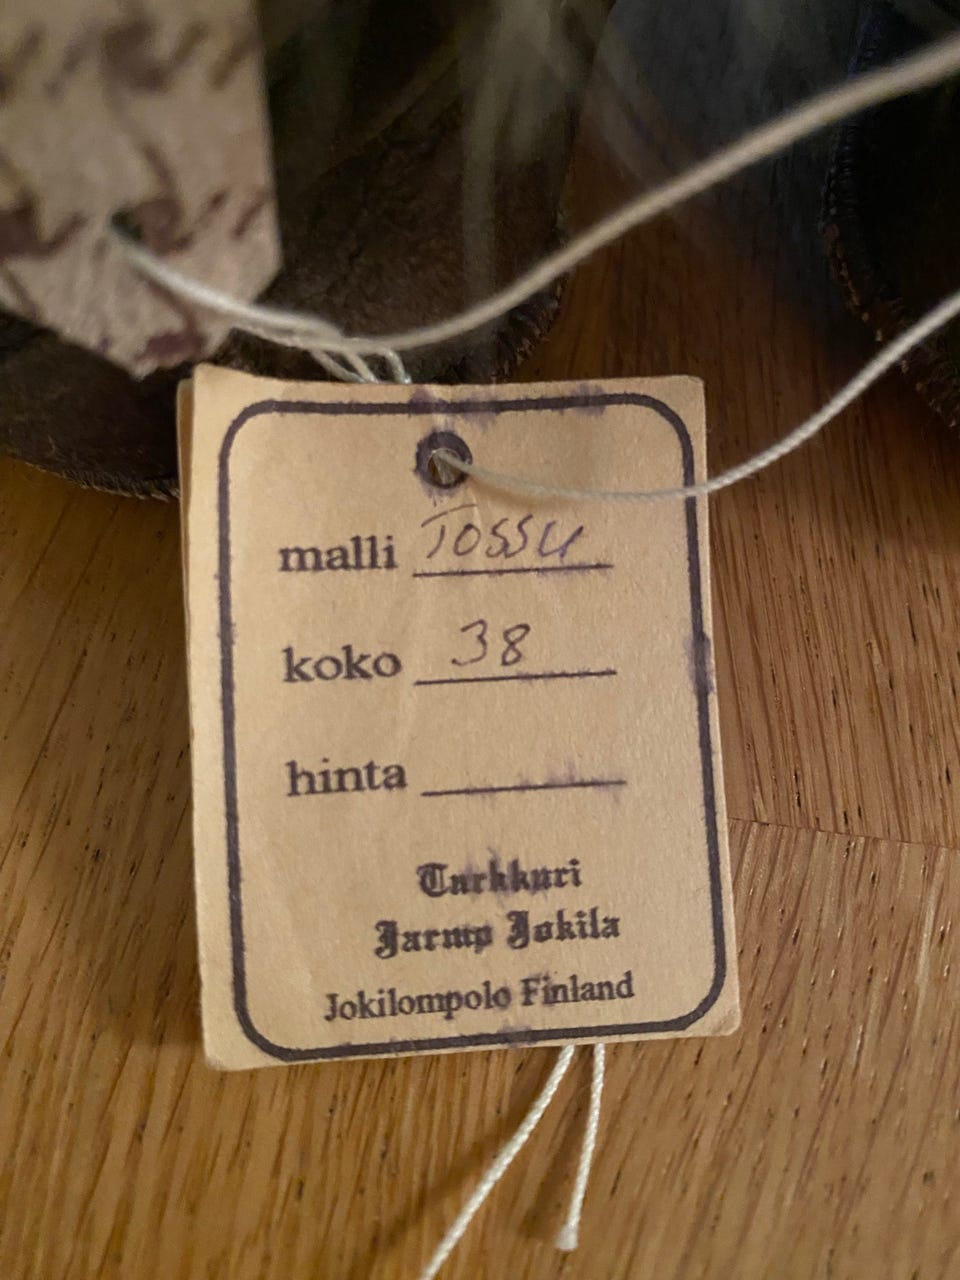 malli TOSSU
koko 38
hinta
Turkkuri
Jarmo Jokila
Jokilompolo Finland